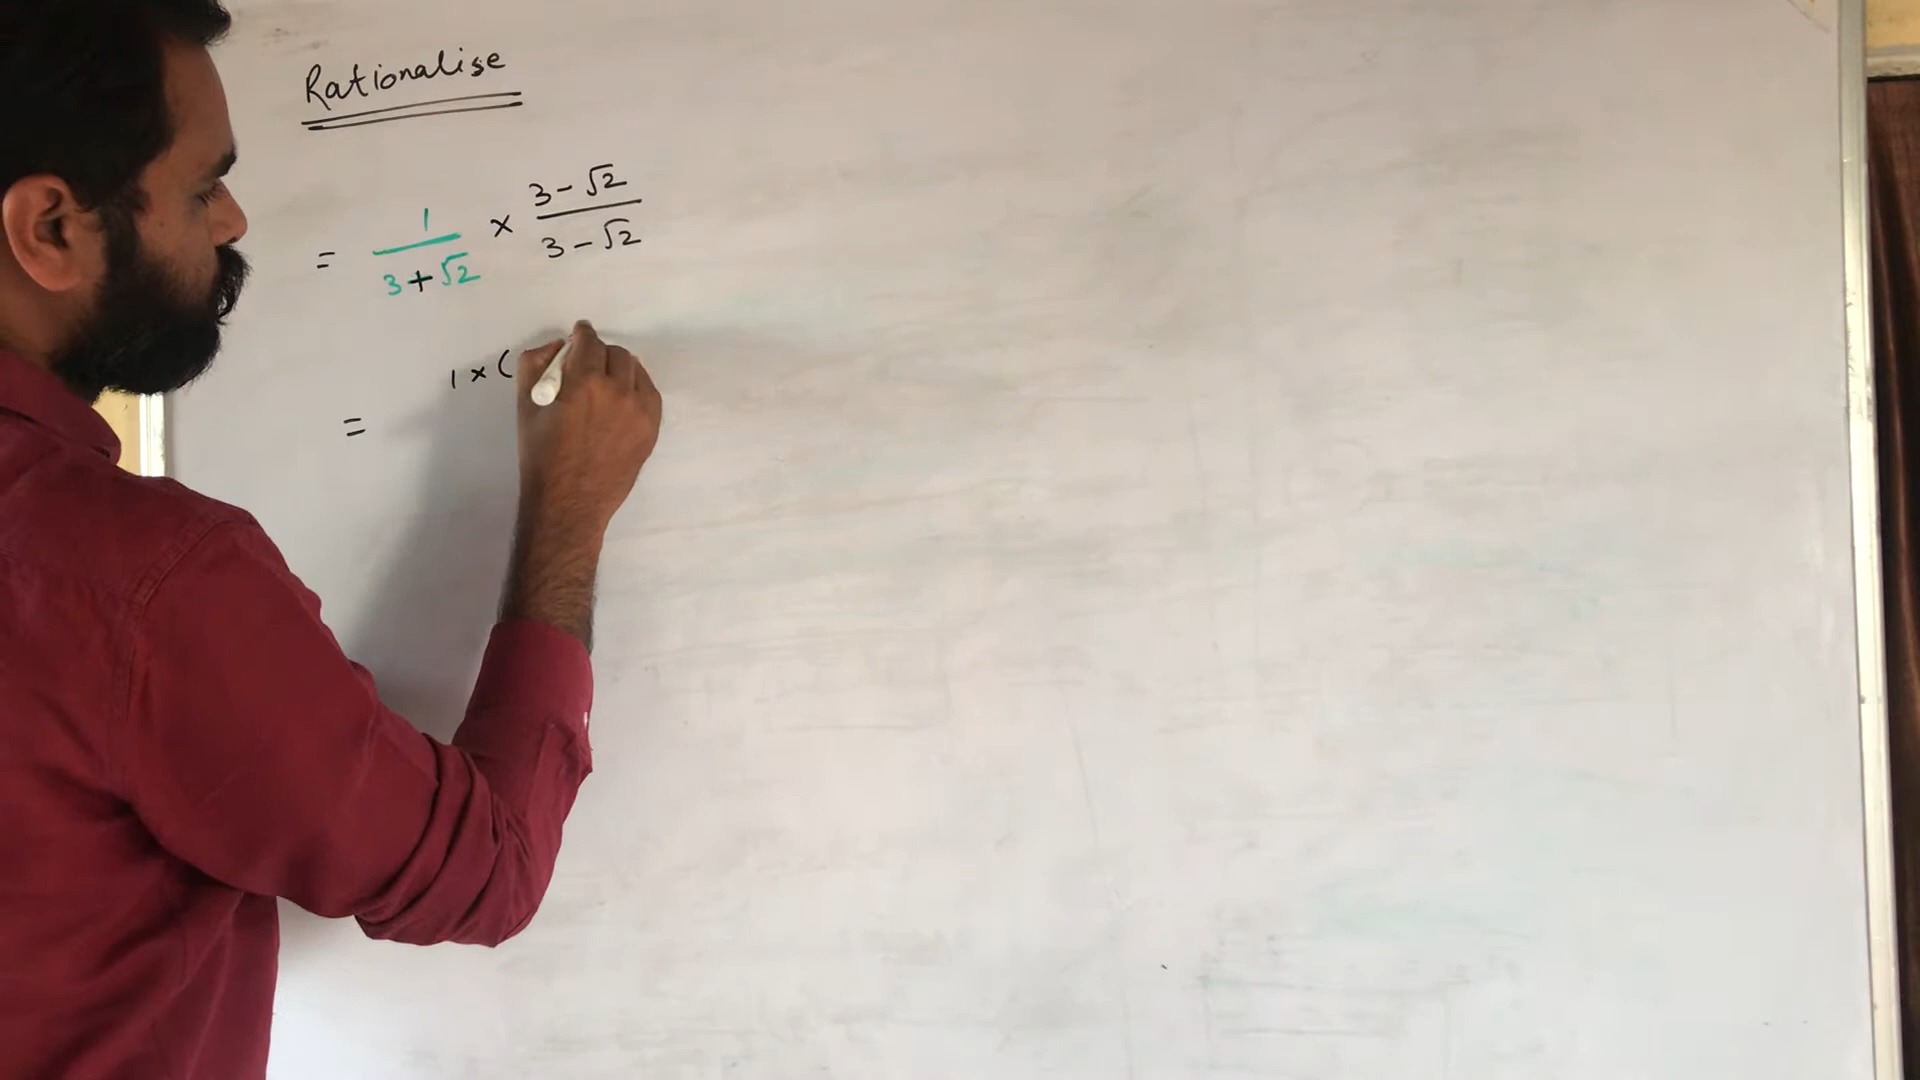 Rationalise
= 1/(3+√2) × (3-√2)/(3-√2)
= 1×(